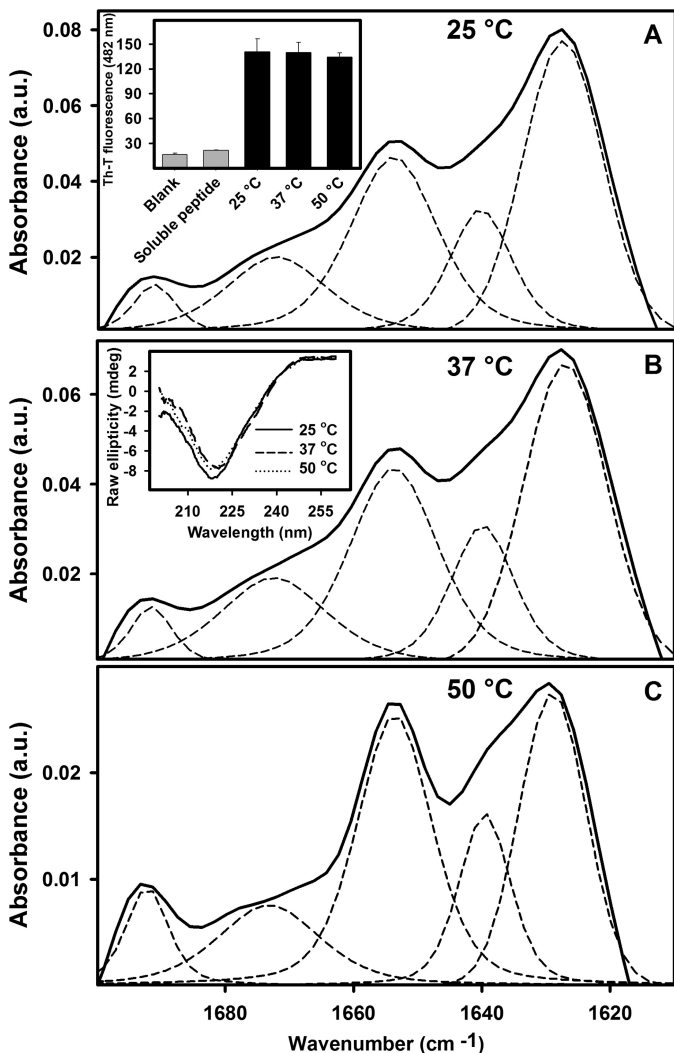 25 °C
A
0.08
0.06
0.04
0.02
Absorbance (a.u.)
Th-T fluorescence (482 nm)
150
120
90
60
30
Blank
Soluble peptide
25 °C
37 °C
50 °C
37 °C
B
0.06
0.04
0.02
Absorbance (a.u.)
Raw ellipticity (mdeg)
2
0
-2
-4
-6
-8
25 °C
37 °C
50 °C
210 225 240 255
Wavelength (nm)
50 °C
C
0.02
0.01
Absorbance (a.u.)
1680 1660 1640 1620
Wavenumber (cm -1)